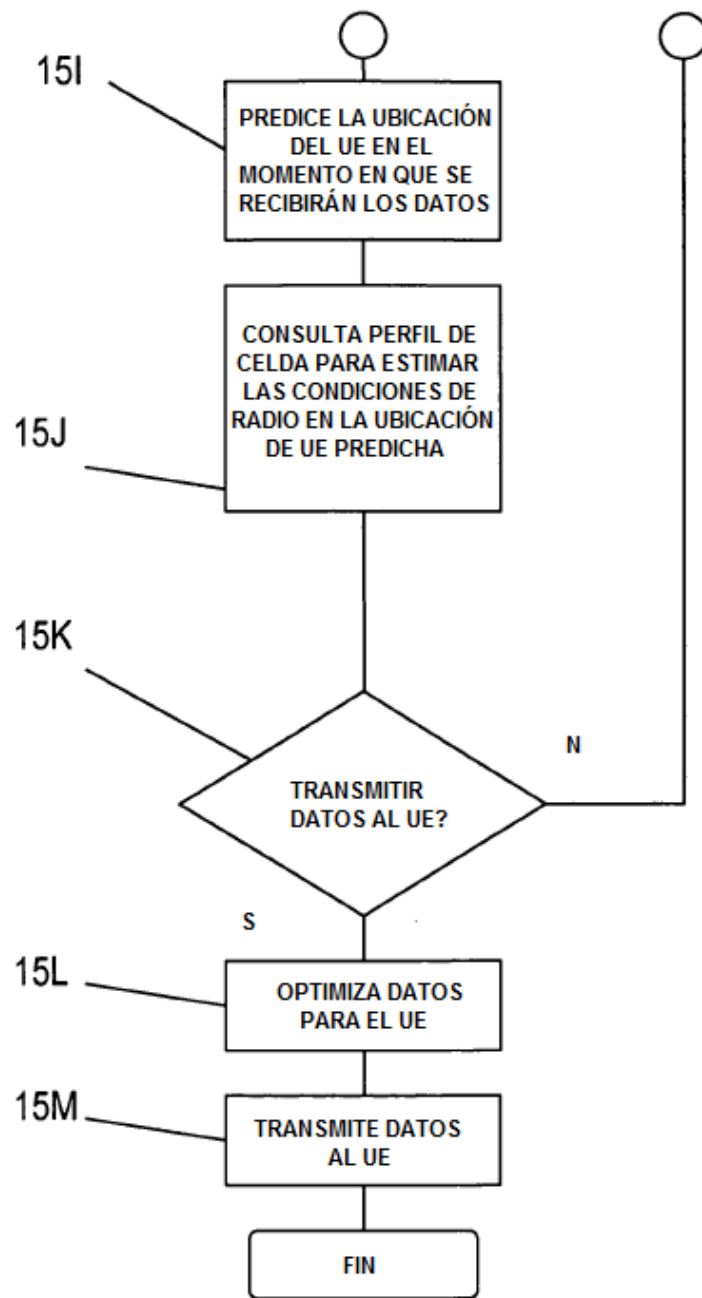 15I
PREDICE LA UBICACIÓN
DEL UE EN EL
MOMENTO EN QUE SE
RECIBIRÁN LOS DATOS
15J
CONSULTA PERFIL DE
CELDA PARA ESTIMAR
LAS CONDICIONES DE
RADIO EN LA UBICACIÓN
DE UE PREDICHA
15K
TRANSMITIR
DATOS AL UE?
N
S
15L
OPTIMIZA DATOS
PARA EL UE
15M
TRANSMITE DATOS
AL UE
FIN